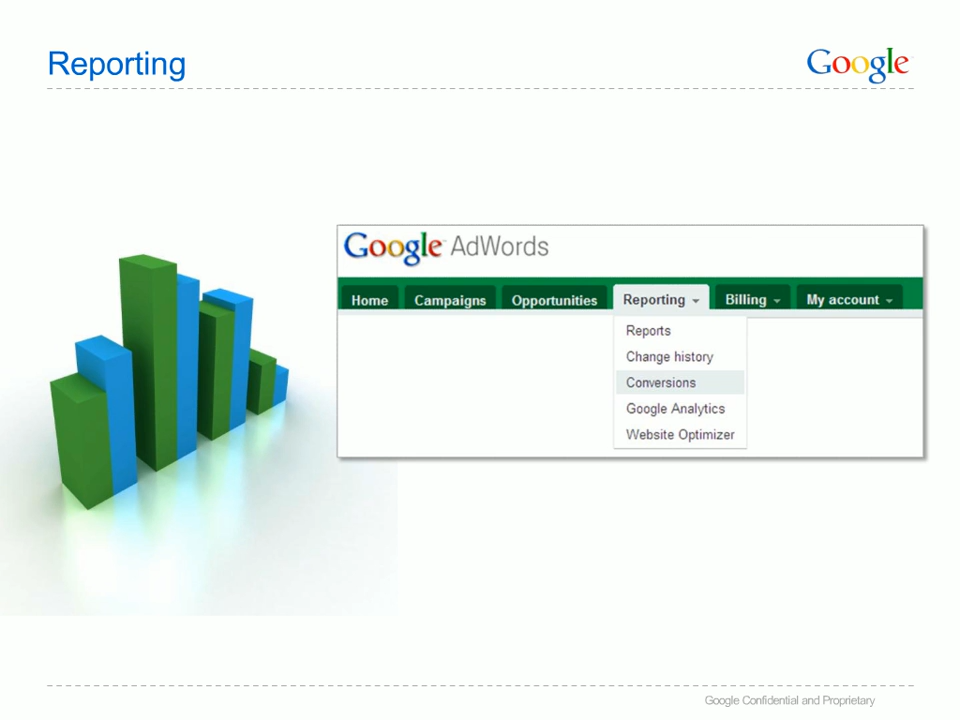 Reporting
Google
Google AdWords
Home Campaigns Opportunities Reporting Billing My account
Reports
Change history
Conversions
Google Analytics
Website Optimizer
Google Confidential and Proprietary